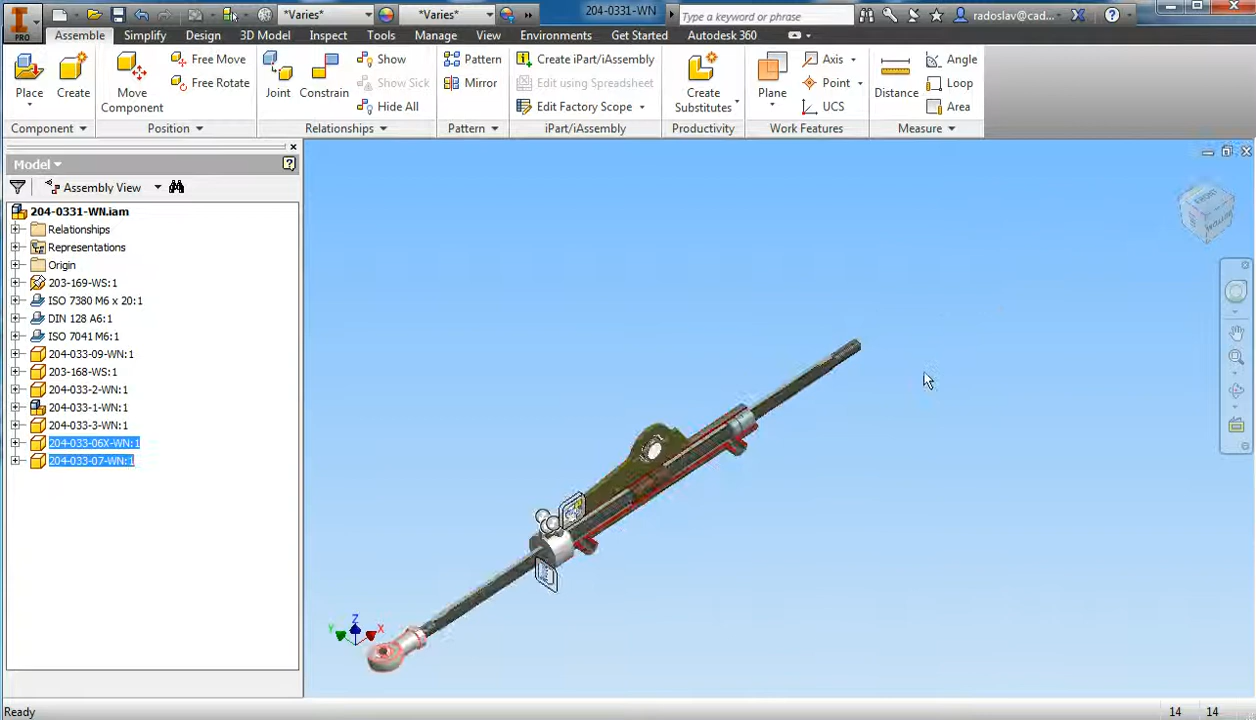 *Varies*
*Varies*
204-0331-WN
Type a keyword or phrase
radoslav@cad...
PRO
Assemble
Simplify
Design
3D Model
Inspect
Tools
Manage
View
Environments
Get Started
Autodesk 360
Place
Create
Move
Component
Free Move
Free Rotate
Joint
Constrain
Show
Show Sick
Hide All
Pattern
Mirror
Create iPart/iAssembly
Edit using Spreadsheet
Edit Factory Scope
Create
Substitutes
Plane
Axis
Point
UCS
Distance
Angle
Loop
Area
Component
Position
Relationships
Pattern
iPart/iAssembly
Productivity
Work Features
Measure
Model
Assembly View
204-0331-WN.iam
Relationships
Representations
Origin
203-169-WS:1
ISO 7380 M6 x 20:1
DIN 128 A6:1
ISO 7041 M6:1
204-033-09-WN:1
203-168-WS:1
204-033-2-WN:1
204-033-1-WN:1
204-033-3-WN:1
204-033-06X-WN:1
204-033-07-WN:1
Z
Y
X
Ready
14
14